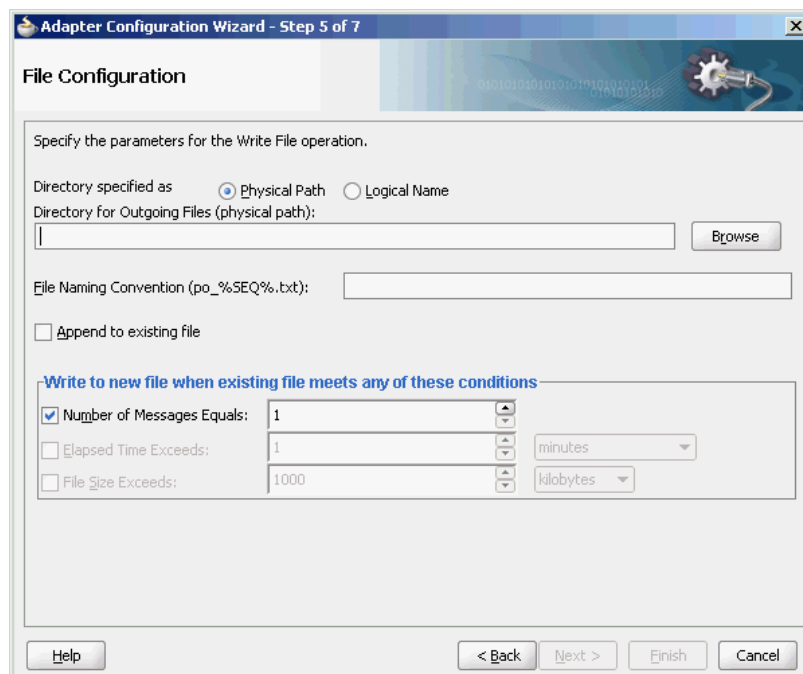 Adapter Configuration Wizard - Step 5 of 7
File Configuration
0101010101010101010101010101
01010101010
Specify the parameters for the Write File operation.
Directory specified as Physical Path Logical Name
Directory for Outgoing Files (physical path):
Browse
File Naming Convention (po_%SEQ%.txt):
Append to existing file
Write to new file when existing file meets any of these conditions
Number of Messages Equals: 1
Elapsed Time Exceeds: 1 minutes
File Size Exceeds: 1000 kilobytes
Help < Back Next > Finish Cancel